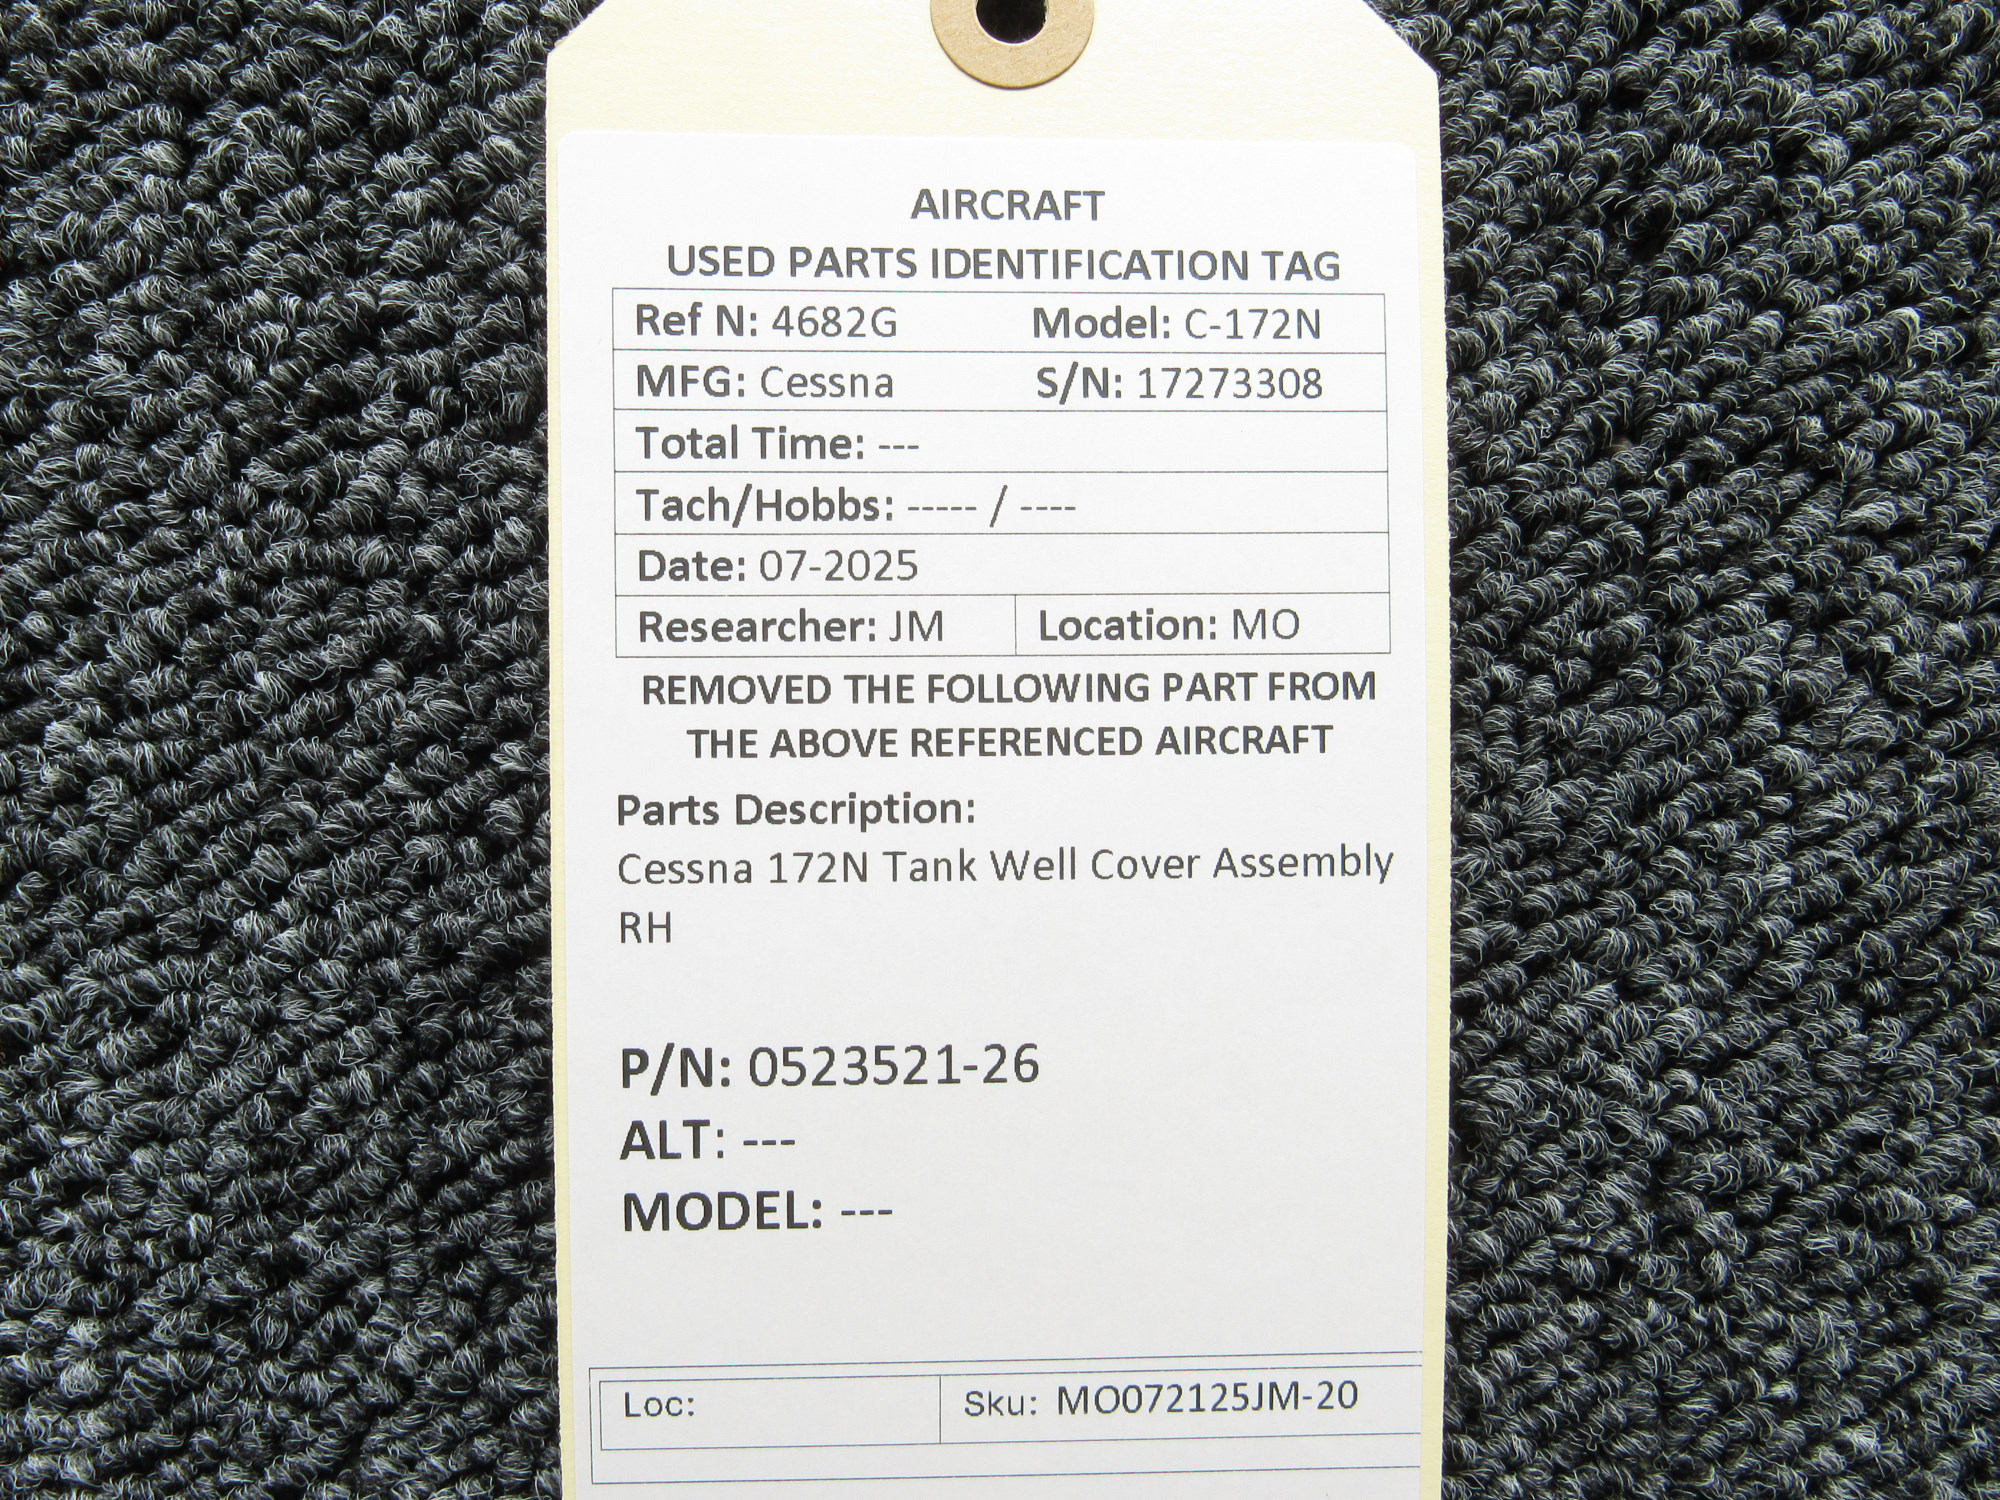 AIRCRAFT
USED PARTS IDENTIFICATION TAG
Ref N: 4682G Model: C-172N
MFG: Cessna S/N: 17273308
Total Time: ---
Tach/Hobbs: ----- / ----
Date: 07-2025
Researcher: JM Location: MO
REMOVED THE FOLLOWING PART FROM
THE ABOVE REFERENCED AIRCRAFT
Parts Description:
Cessna 172N Tank Well Cover Assembly
RH
P/N: 0523521-26
ALT: ---
MODEL: ---
Loc: Sku: MO072125JM-20